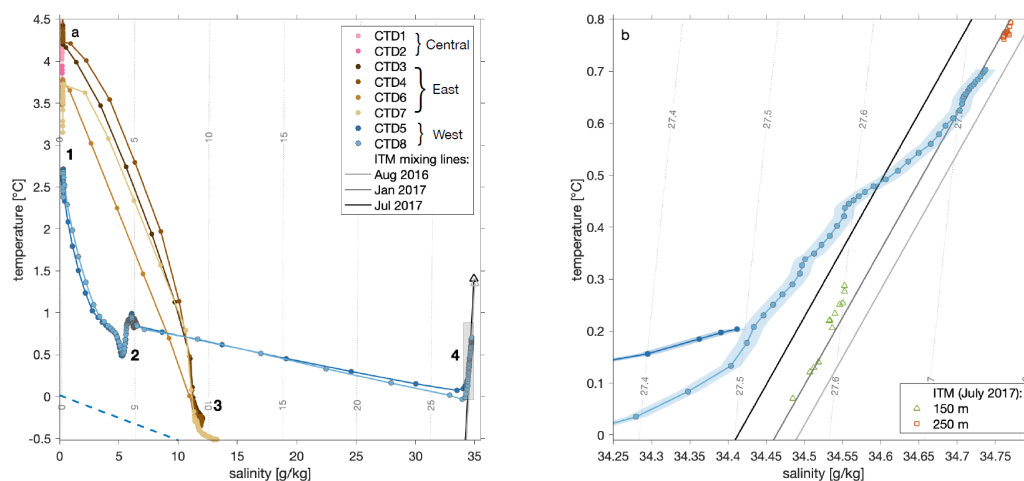 a
CTD1
CTD2
CTD3
CTD4
CTD6
CTD7
CTD5
CTD8
} Central
} East
} West
ITM mixing lines:
Aug 2016
Jan 2017
Jul 2017
4.5
4
3.5
3
2.5
2
1.5
1
0.5
0
-0.5
temperature [°C]
0
5
10
15
20
25
30
35
salinity [g/kg]
1
2
3
4
5
10
15
0
5
10
15
20
25
b
0.8
0.7
0.6
0.5
0.4
0.3
0.2
0.1
0
temperature [°C]
34.25
34.3
34.35
34.4
34.45
34.5
34.55
34.6
34.65
34.7
34.75
salinity [g/kg]
27.4
27.5
27.6
27.4
27.5
27.6
ITM (July 2017):
150 m
250 m